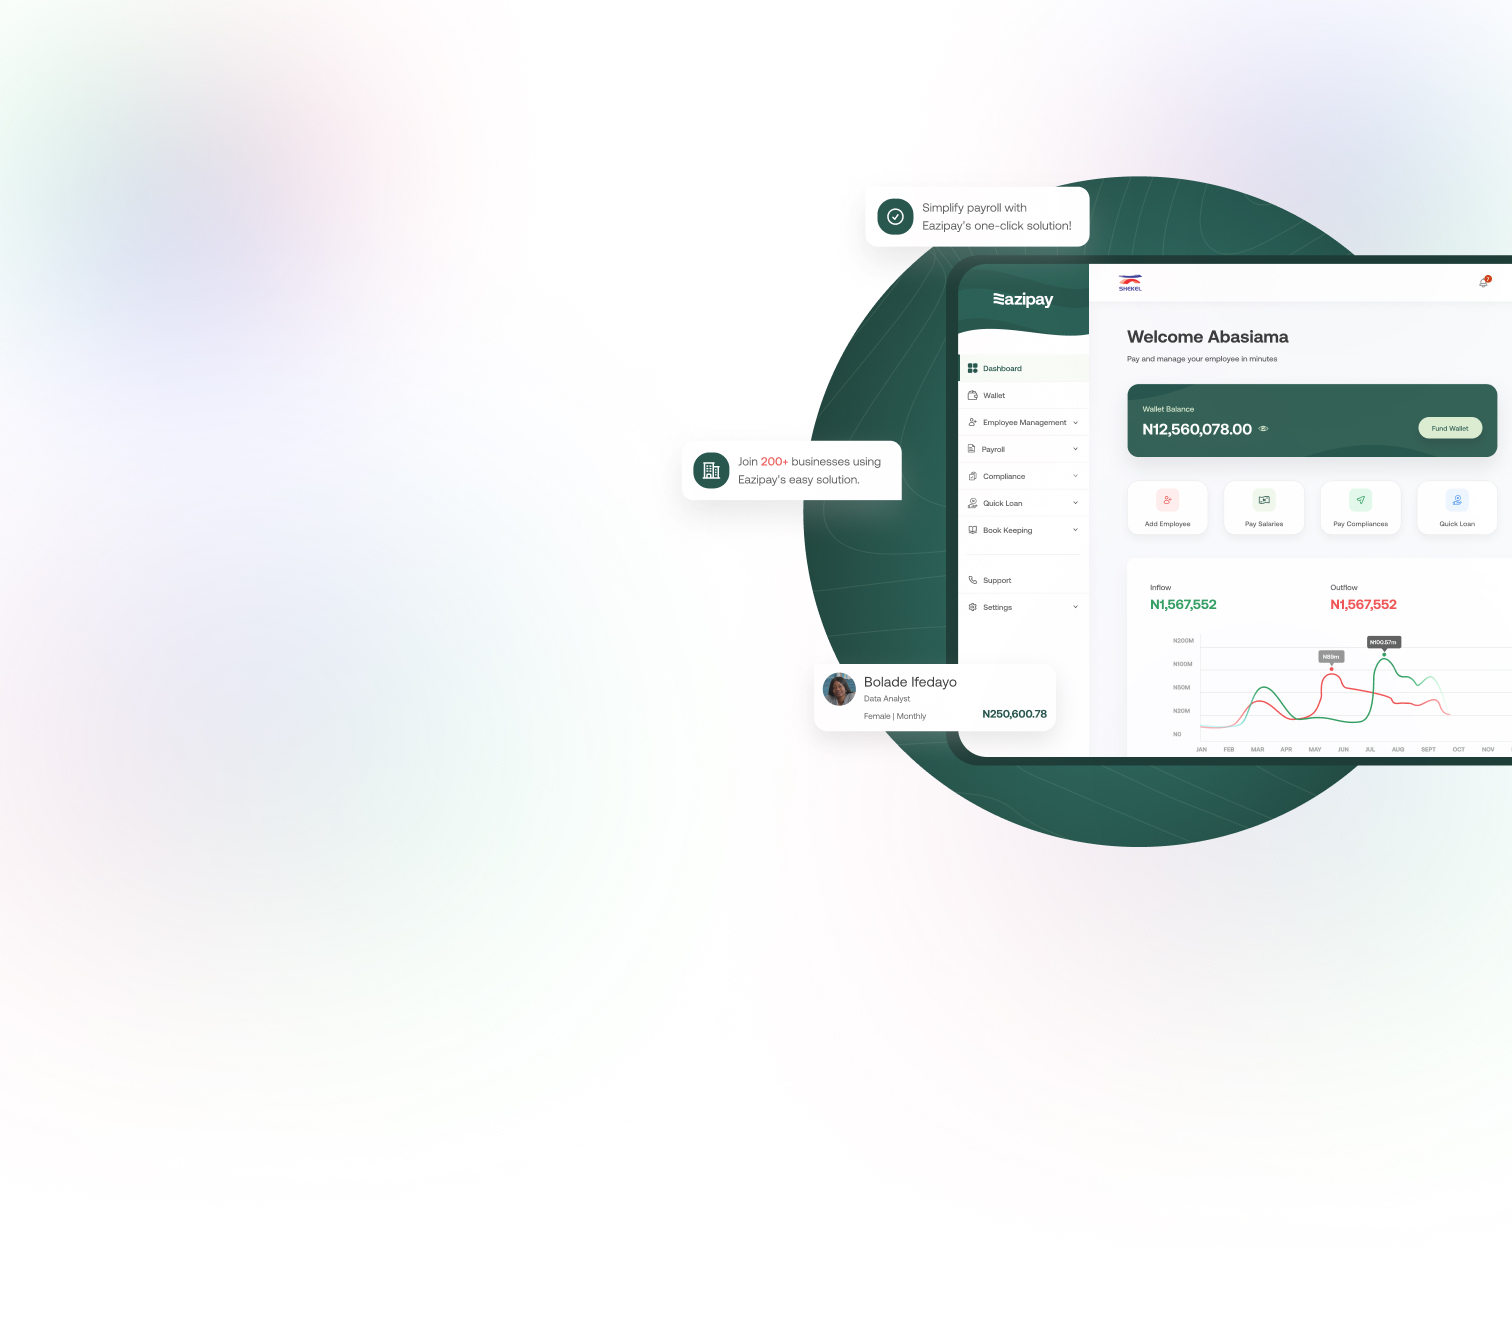 Simplify payroll with
Eazipay's one-click solution!
Join 200+ businesses using
Eazipay's easy solution.
Bolade Ifedayo
Data Analyst
Female | Monthly
N250,600.78
Eazipay
Dashboard
Wallet
Employee Management
Payroll
Compliance
Quick Loan
Book Keeping
Support
Settings
SHEKEL
Welcome Abasiama
Pay and manage your employee in minutes
Wallet Balance
N12,560,078.00
Fund Wallet
Add Employee
Pay Salaries
Pay Compliances
Quick Loan
Inflow
N1,567,552
Outflow
N1,567,552
N200M
N100M
N50M
N20M
N0
N100.57m
JAN FEB MAR APR MAY JUN JUL AUG SEPT OCT NOV